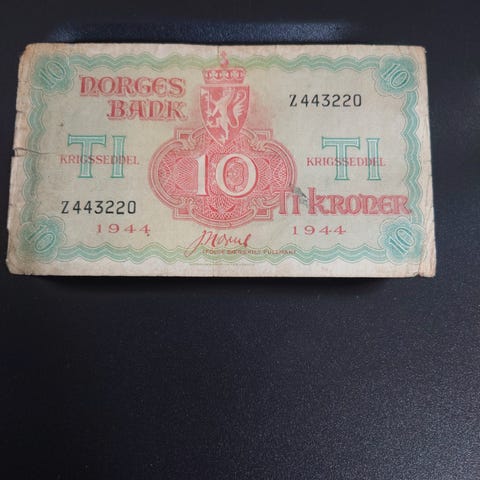 10 10
NORGES
BANK
Z443220
TI TI
KRIGSSEDDEL KRIGSSEDDEL
10
Z443220
TI KRONER
1944 1944
10 10